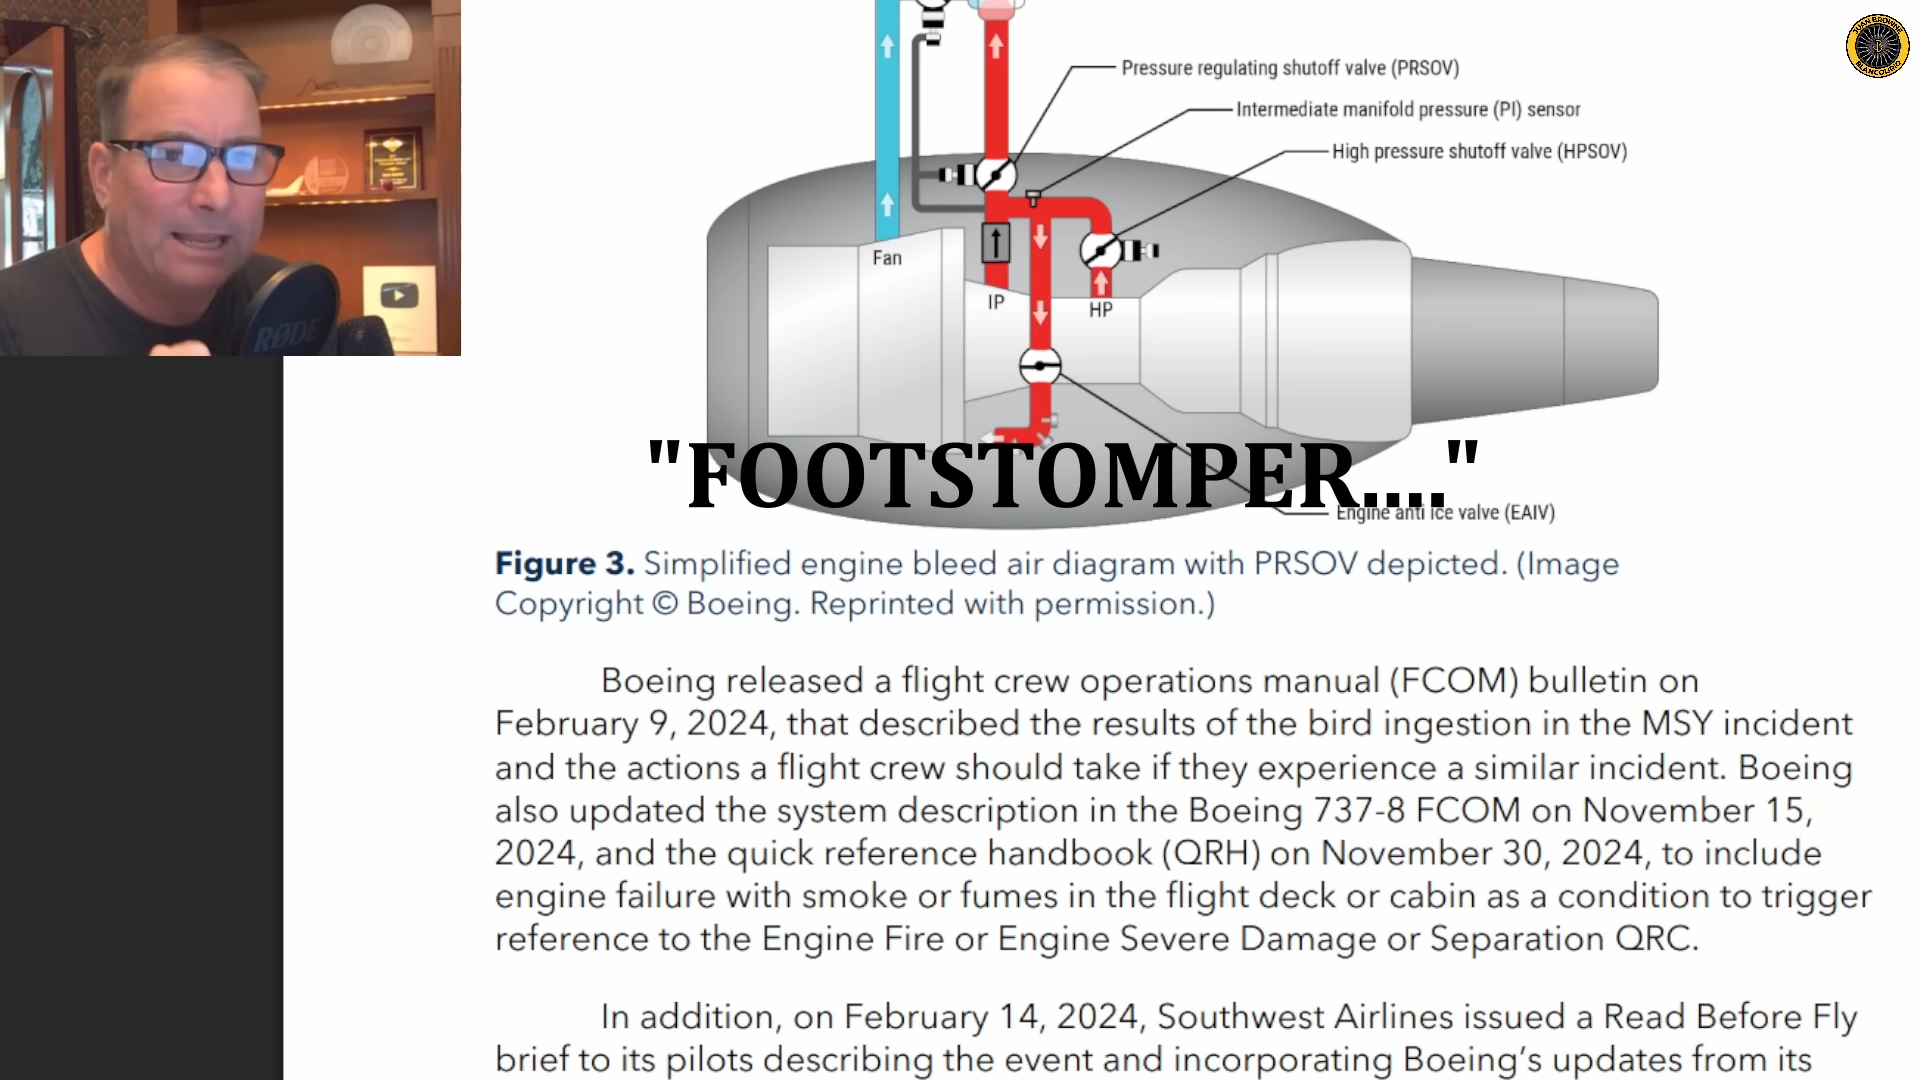 JUAN BROWNE
BLANCOLIRIO
Pressure regulating shutoff valve (PRSOV)
Intermediate manifold pressure (PI) sensor
High pressure shutoff valve (HPSOV)
Fan
IP
HP
RØDE
"FOOTSTOMPER...."
Engine anti ice valve (EAIV)
Figure 3. Simplified engine bleed air diagram with PRSOV depicted. (Image
Copyright © Boeing. Reprinted with permission.)
Boeing released a flight crew operations manual (FCOM) bulletin on
February 9, 2024, that described the results of the bird ingestion in the MSY incident
and the actions a flight crew should take if they experience a similar incident. Boeing
also updated the system description in the Boeing 737-8 FCOM on November 15,
2024, and the quick reference handbook (QRH) on November 30, 2024, to include
engine failure with smoke or fumes in the flight deck or cabin as a condition to trigger
reference to the Engine Fire or Engine Severe Damage or Separation QRC.
In addition, on February 14, 2024, Southwest Airlines issued a Read Before Fly
brief to its pilots describing the event and incorporating Boeing's updates from its